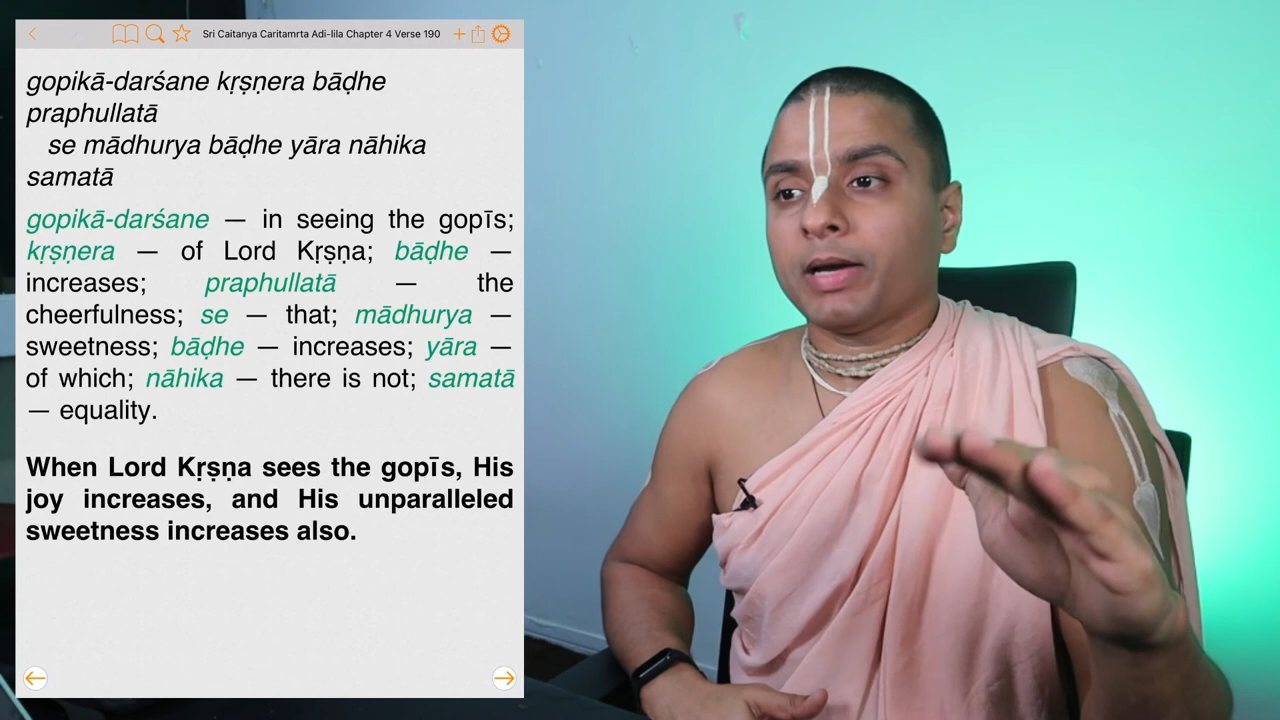 Sri Caitanya Caritamrta Adi-lila Chapter 4 Verse 190
gopikā-darśane kṛṣṇera bāḍhe
praphullatā
se mādhurya bāḍhe yāra nāhika
samatā
gopikā-darśane — in seeing the gopīs;
kṛṣṇera — of Lord Kṛṣṇa; bāḍhe —
increases; praphullatā — the
cheerfulness; se — that; mādhurya —
sweetness; bāḍhe — increases; yāra —
of which; nāhika — there is not; samatā
— equality.
When Lord Kṛṣṇa sees the gopīs, His
joy increases, and His unparalleled
sweetness increases also.